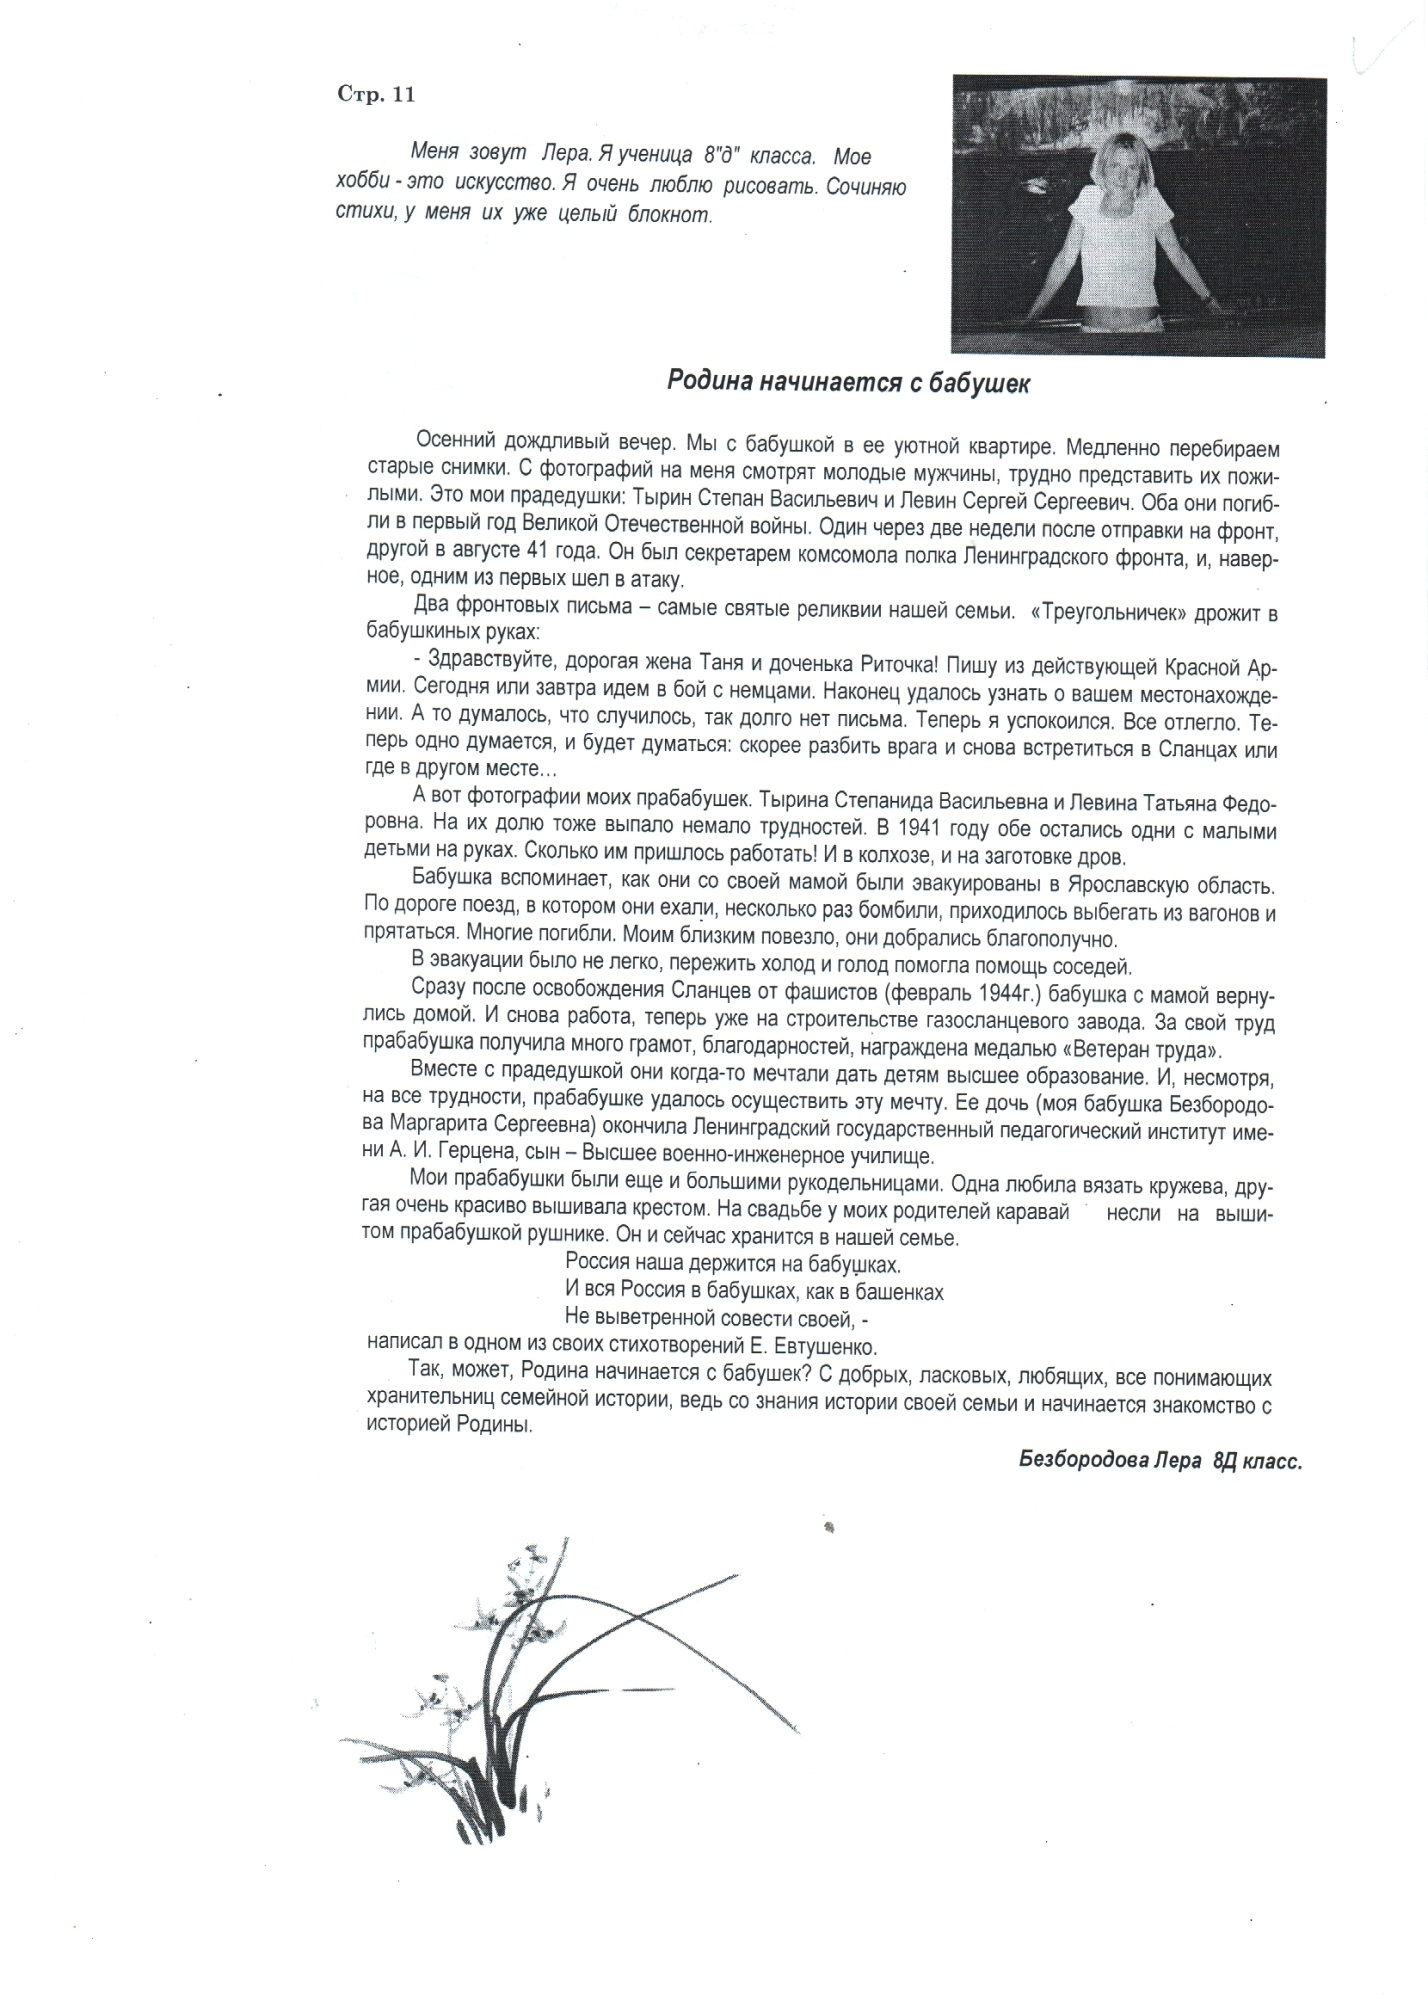 Стр. 11
Меня зовут Лера. Я ученица 8"д" класса. Мое
хобби - это искусство. Я очень люблю рисовать. Сочиняю
стихи, у меня их уже целый блокнот.
Родина начинается с бабушек
Осенний дождливый вечер. Мы с бабушкой в ее уютной квартире. Медленно перебираем
старые снимки. С фотографий на меня смотрят молодые мужчины, трудно представить их пожи-
лыми. Это мои прадедушки: Тырин Степан Васильевич и Левин Сергей Сергеевич. Оба они погиб-
ли в первый год Великой Отечественной войны. Один через две недели после отправки на фронт,
другой в августе 41 года. Он был секретарем комсомола полка Ленинградского фронта, и, навер-
ное, одним из первых шел в атаку.
Два фронтовых письма – самые святые реликвии нашей семьи. «Треугольничек» дрожит в
бабушкиных руках:
- Здравствуйте, дорогая жена Таня и доченька Риточка! Пишу из действующей Красной Ар-
мии. Сегодня или завтра идем в бой с немцами. Наконец удалось узнать о вашем местонахожде-
нии. А то думалось, что случилось, так долго нет письма. Теперь я успокоился. Все отлегло. Те-
перь одно думается, и будет думаться: скорее разбить врага и снова встретиться в Сланцах или
где в другом месте…
А вот фотографии моих прабабушек. Тырина Степанида Васильевна и Левина Татьяна Федо-
ровна. На их долю тоже выпало немало трудностей. В 1941 году обе остались одни с малыми
детьми на руках. Сколько им пришлось работать! И в колхозе, и на заготовке дров.
Бабушка вспоминает, как они со своей мамой были эвакуированы в Ярославскую область.
По дороге поезд, в котором они ехали, несколько раз бомбили, приходилось выбегать из вагонов и
прятаться. Многие погибли. Моим близким повезло, они добрались благополучно.
В эвакуации было не легко, пережить холод и голод помогла помощь соседей.
Сразу после освобождения Сланцев от фашистов (февраль 1944г.) бабушка с мамой верну-
лись домой. И снова работа, теперь уже на строительстве газосланцевого завода. За свой труд
прабабушка получила много грамот, благодарностей, награждена медалью «Ветеран труда».
Вместе с прадедушкой они когда-то мечтали дать детям высшее образование. И, несмотря,
на все трудности, прабабушке удалось осуществить эту мечту. Ее дочь (моя бабушка Безбородо-
ва Маргарита Сергеевна) окончила Ленинградский государственный педагогический институт име-
ни А. И. Герцена, сын – Высшее военно-инженерное училище.
Мои прабабушки были еще и большими рукодельницами. Одна любила вязать кружева, дру-
гая очень красиво вышивала крестом. На свадьбе у моих родителей каравай несли на выши-
том прабабушкой рушнике. Он и сейчас хранится в нашей семье.
Россия наша держится на бабушках.
И вся Россия в бабушках, как в башенках
Не выветренной совести своей, -
написал в одном из своих стихотворений Е. Евтушенко.
Так, может, Родина начинается с бабушек? С добрых, ласковых, любящих, все понимающих
хранительниц семейной истории, ведь со знания истории своей семьи и начинается знакомство с
историей Родины.
Безбородова Лера 8Д класс.